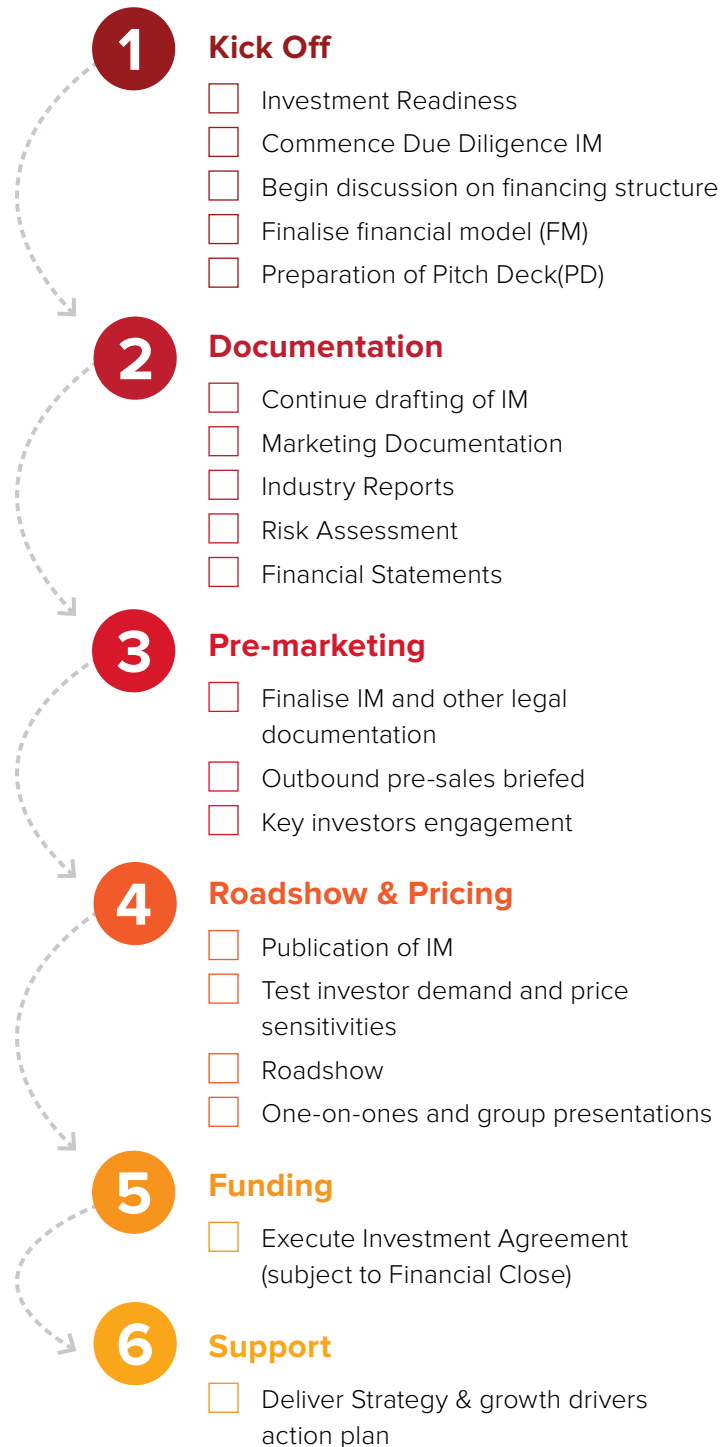 1
Kick Off
Investment Readiness
Commence Due Diligence IM
Begin discussion on financing structure
Finalise financial model (FM)
Preparation of Pitch Deck(PD)
2
Documentation
Continue drafting of IM
Marketing Documentation
Industry Reports
Risk Assessment
Financial Statements
3
Pre-marketing
Finalise IM and other legal
documentation
Outbound pre-sales briefed
Key investors engagement
4
Roadshow & Pricing
Publication of IM
Test investor demand and price
sensitivities
Roadshow
One-on-ones and group presentations
5
Funding
Execute Investment Agreement
(subject to Financial Close)
6
Support
Deliver Strategy & growth drivers
action plan